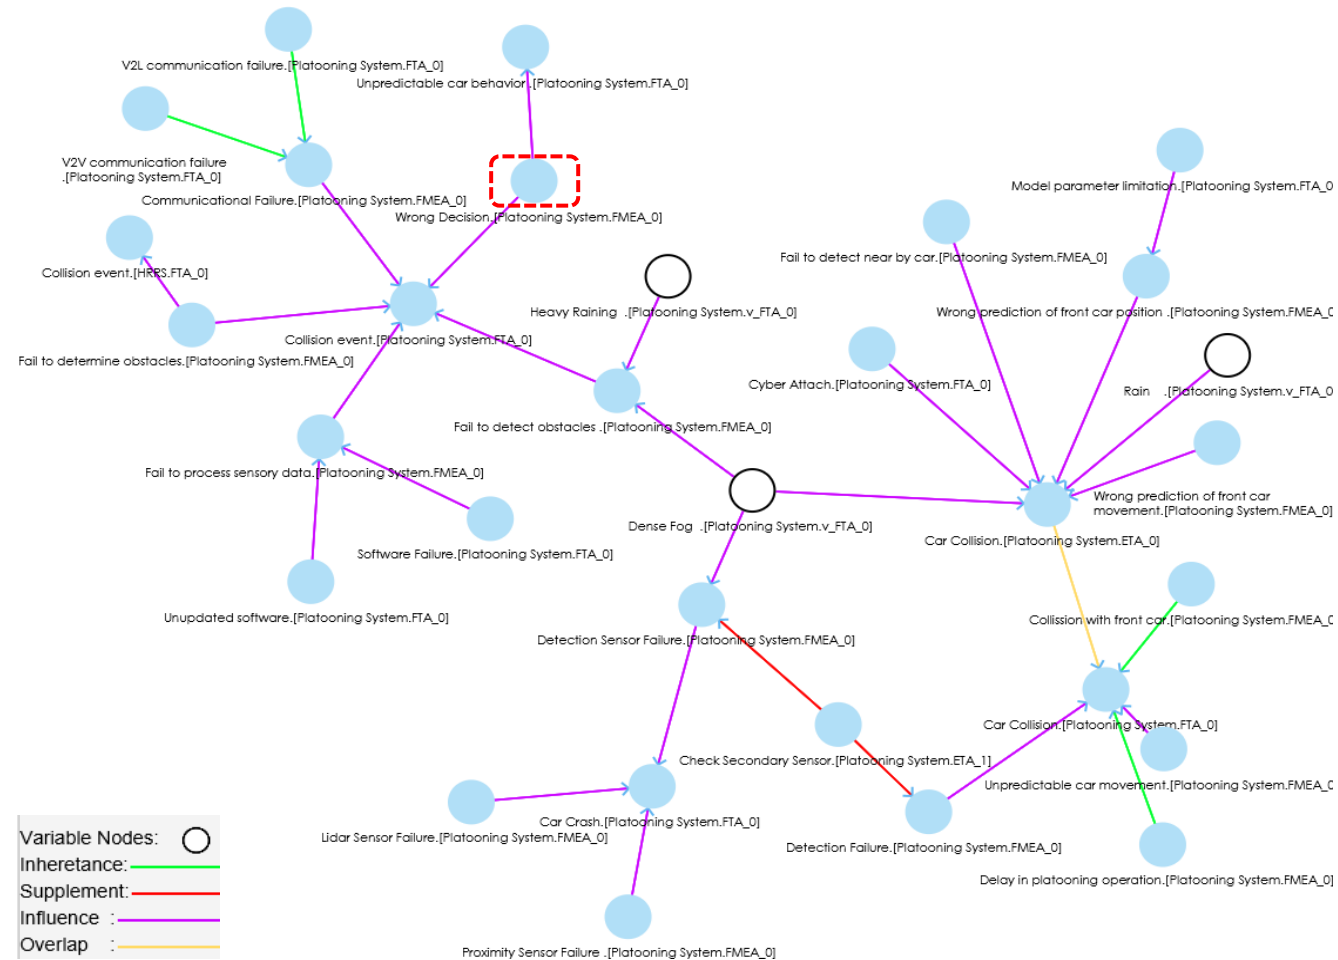 V2L communication failure.[Platooning System.FTA_0]
Unpredictable car behavior.[Platooning System.FTA_0]
V2V communication failure
.[Platooning System.FTA_0]
Communicational Failure.[Platooning System.FMEA_0]
Wrong Decision.[Platooning System.FMEA_0]
Model parameter limitation.[Platooning System.FTA_0
Collision event.[HRPS.FTA_0]
Fail to detect near by car.[Platooning System.FMEA_0]
Heavy Raining .[Platooning System.v_FTA_0]
Wrong prediction of front car position .[Platooning System.FMEA_0
Collision event.[Platooning System.FTA_0]
Fail to determine obstacles.[Platooning System.FMEA_0]
Cyber Attach.[Platooning System.FTA_0]
Rain .[Platooning System.v_FTA_0
Fail to detect obstacles .[Platooning System.FMEA_0]
Fail to process sensory data.[Platooning System.FMEA_0]
Wrong prediction of front car
movement.[Platooning System.FMEA_0]
Dense Fog .[Platooning System.v_FTA_0]
Car Collision.[Platooning System.ETA_0]
Software Failure.[Platooning System.FTA_0]
Unupdated software.[Platooning System.FTA_0]
Collission with front car.[Platooning System.FMEA_0
Detection Sensor Failure.[Platooning System.FMEA_0]
Car Collision.[Platooning System.FTA_0]
Check Secondary Sensor.[Platooning System.ETA_1]
Unpredictable car movement.[Platooning System.FMEA_0
Car Crash.[Platooning System.FTA_0]
Lidar Sensor Failure.[Platooning System.FMEA_0]
Detection Failure.[Platooning System.FMEA_0]
Delay in platooning operation.[Platooning System.FMEA_0]
Proximity Sensor Failure .[Platooning System.FMEA_0]
Variable Nodes:
Inheretance:
Supplement:
Influence :
Overlap :